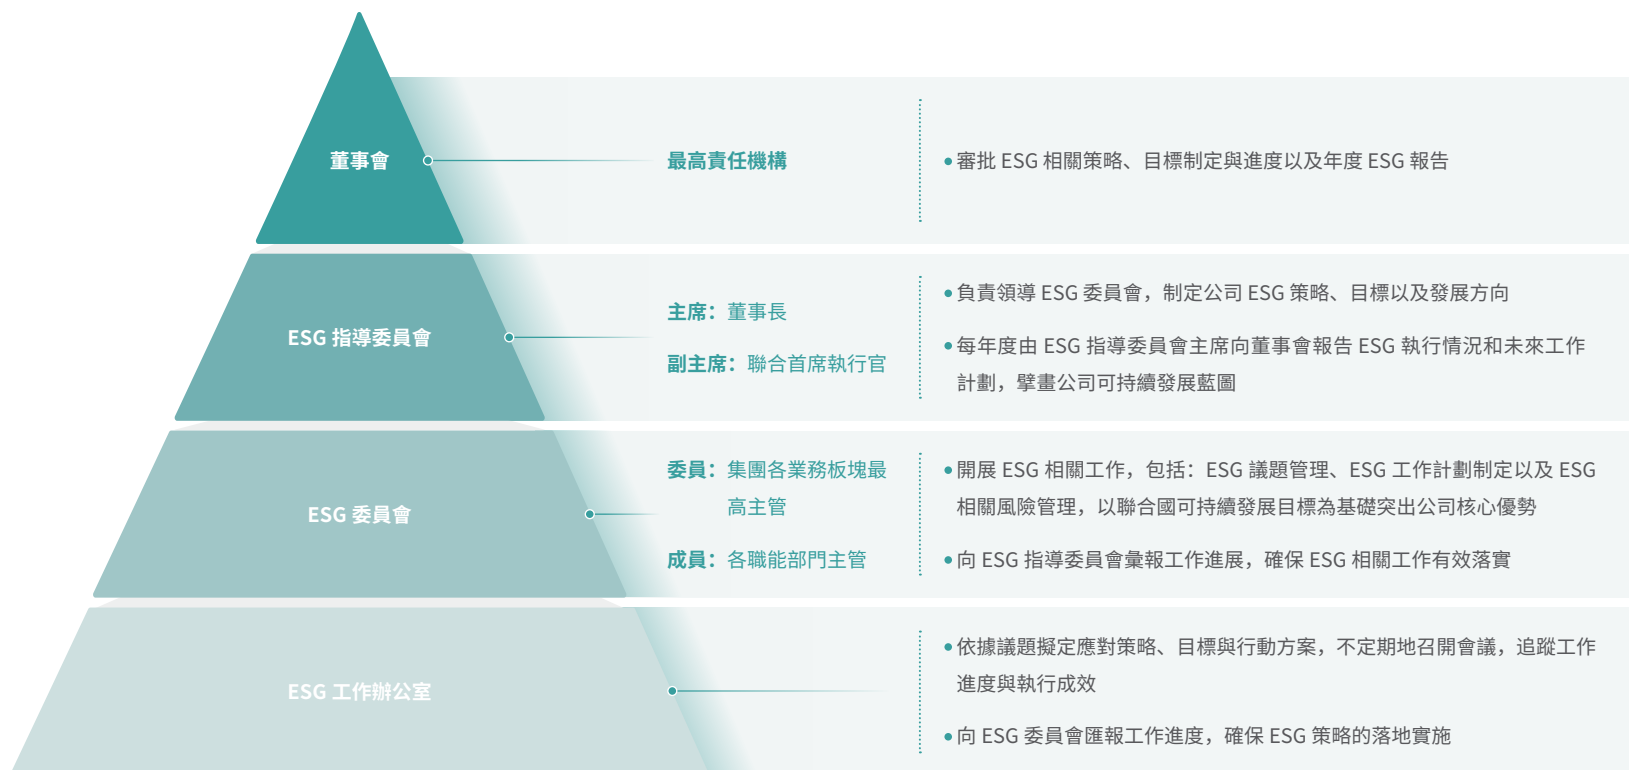 董事會
最高責任機構
審批 ESG 相關策略、目標制定與進度以及年度 ESG 報告
ESG 指導委員會
主席：董事長
副主席：聯合首席執行官
負責領導 ESG 委員會，制定公司 ESG 策略、目標以及發展方向
每年度由 ESG 指導委員會主席向董事會報告 ESG 執行情況和未來工作
計劃，擘畫公司可持續發展藍圖
ESG 委員會
委員：集團各業務板塊最
高主管
成員：各職能部門主管
開展 ESG 相關工作，包括：ESG 議題管理、ESG 工作計劃制定以及 ESG
相關風險管理，以聯合國可持續發展目標為基礎突出公司核心優勢
向 ESG 指導委員會彙報工作進展，確保 ESG 相關工作有效落實
ESG 工作辦公室
依據議題擬定應對策略、目標與行動方案，不定期地召開會議，追蹤工作
進度與執行成效
向 ESG 委員會匯報工作進度，確保 ESG 策略的落地實施